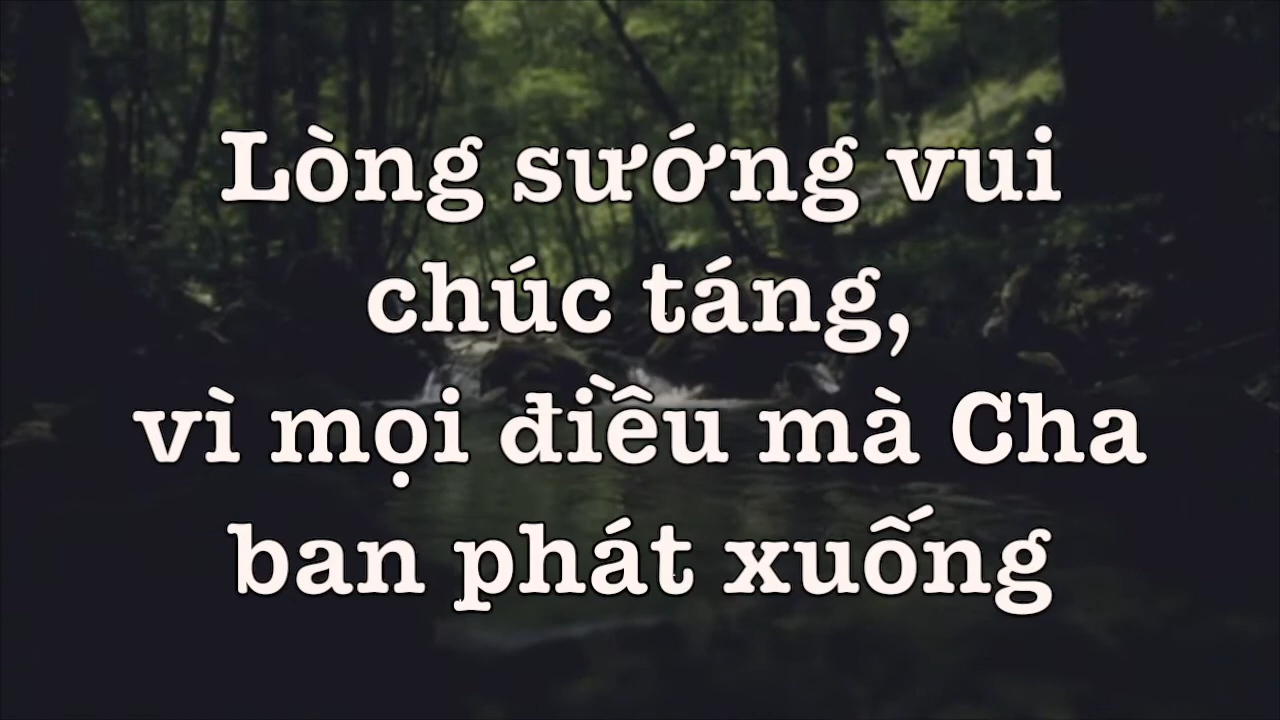 Lòng sướng vui
chúc táng,
vì mọi điều mà Cha
ban phát xuống